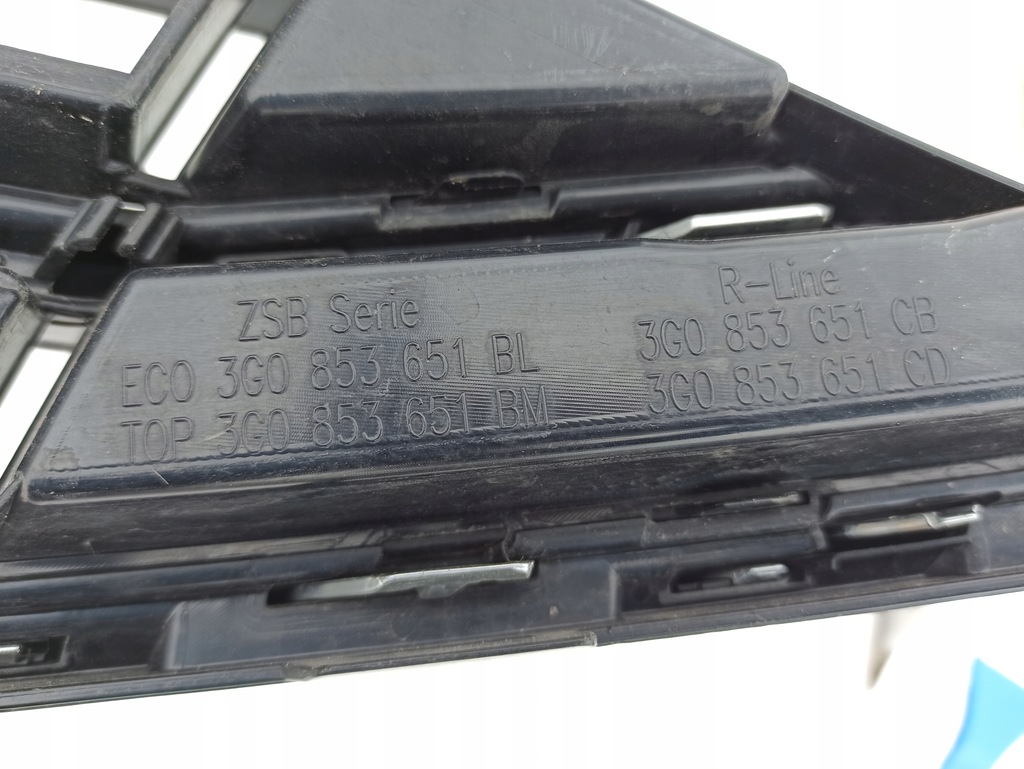 ZSB Serie
ECO 3G0 853 651 BL
TOP 3G0 853 651 BM
R-Line
3G0 853 651 CB
3G0 853 651 CD